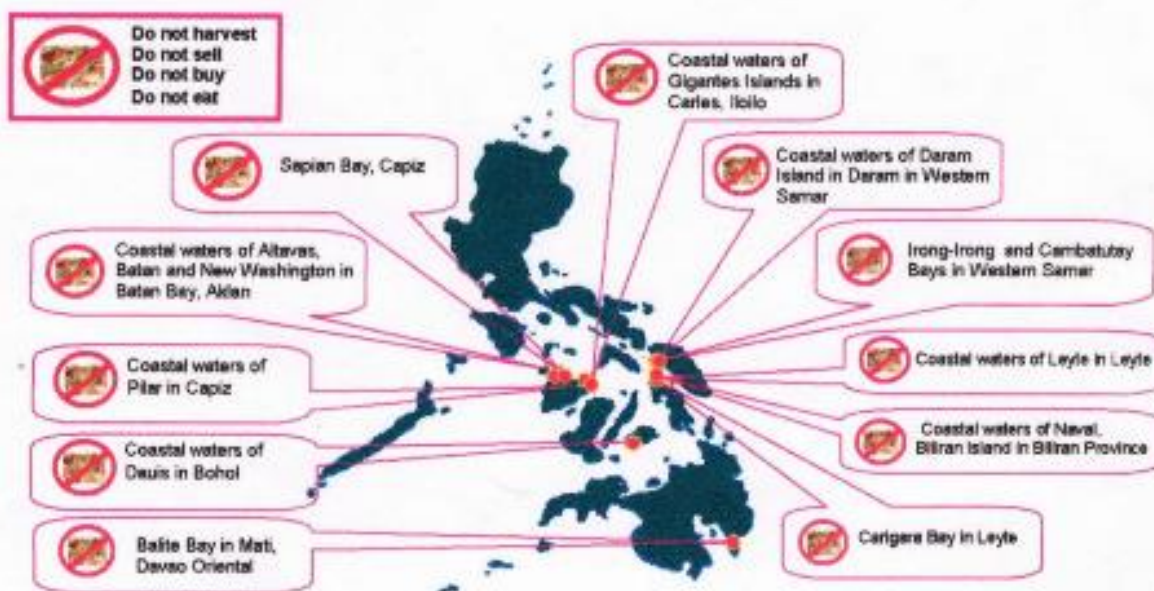 Do not harvest
Do not sell
Do not buy
Do not eat
Coastal waters of
Gigantes Islands in
Carles, Iloilo
Sapian Bay, Capiz
Coastal waters of Daram
Island in Daram in Western
Samar
Coastal waters of Altavas,
Batan and New Washington in
Batan Bay, Aklan
Irong-Irong and Cambatutay
Bays in Western Samar
Coastal waters of
Pilar in Capiz
Coastal waters of Leyte in Leyte
Coastal waters of
Dauis in Bohol
Coastal waters of Naval,
Biliran Island in Biliran Province
Balite Bay in Mati,
Davao Oriental
Carigara Bay in Leyte